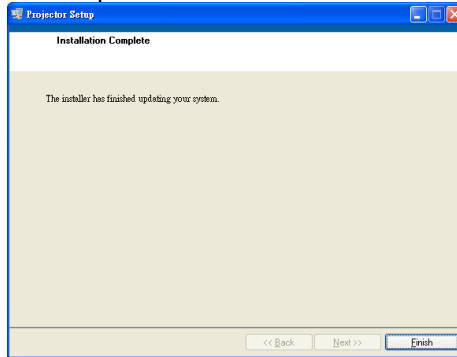 Projector Setup
Installation Complete
The installer has finished updating your system.
<< Back Next >> Finish